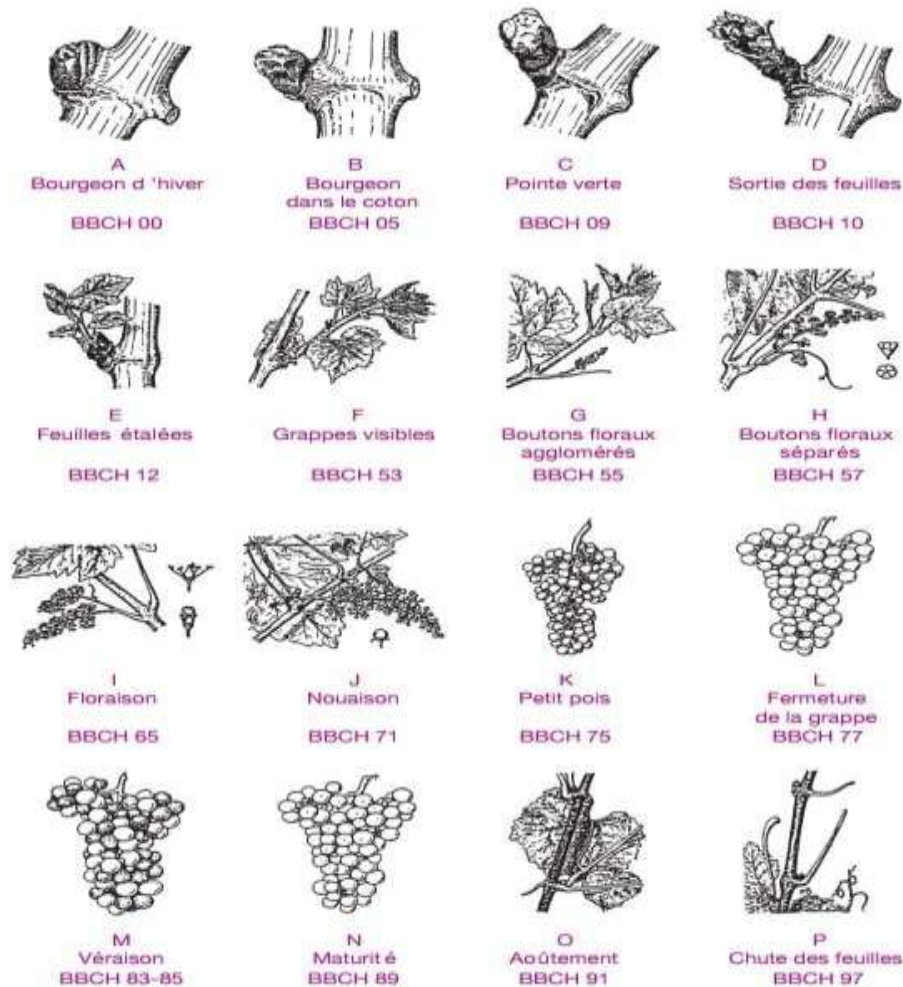 A
Bourgeon d 'hiver
BBCH 00
B
Bourgeon
dans le coton
BBCH 05
C
Pointe verte
BBCH 09
D
Sortie des feuilles
BBCH 10
E
Feuilles étalées
BBCH 12
F
Grappes visibles
BBCH 53
G
Boutons floraux
agglomérés
BBCH 55
H
Boutons floraux
séparés
BBCH 57
I
Floraison
BBCH 65
J
Nouaison
BBCH 71
K
Petit pois
BBCH 75
L
Fermeture
de la grappe
BBCH 77
M
Véraison
BBCH 83-85
N
Maturité
BBCH 89
O
Aoûtement
BBCH 91
P
Chute des feuilles
BBCH 97